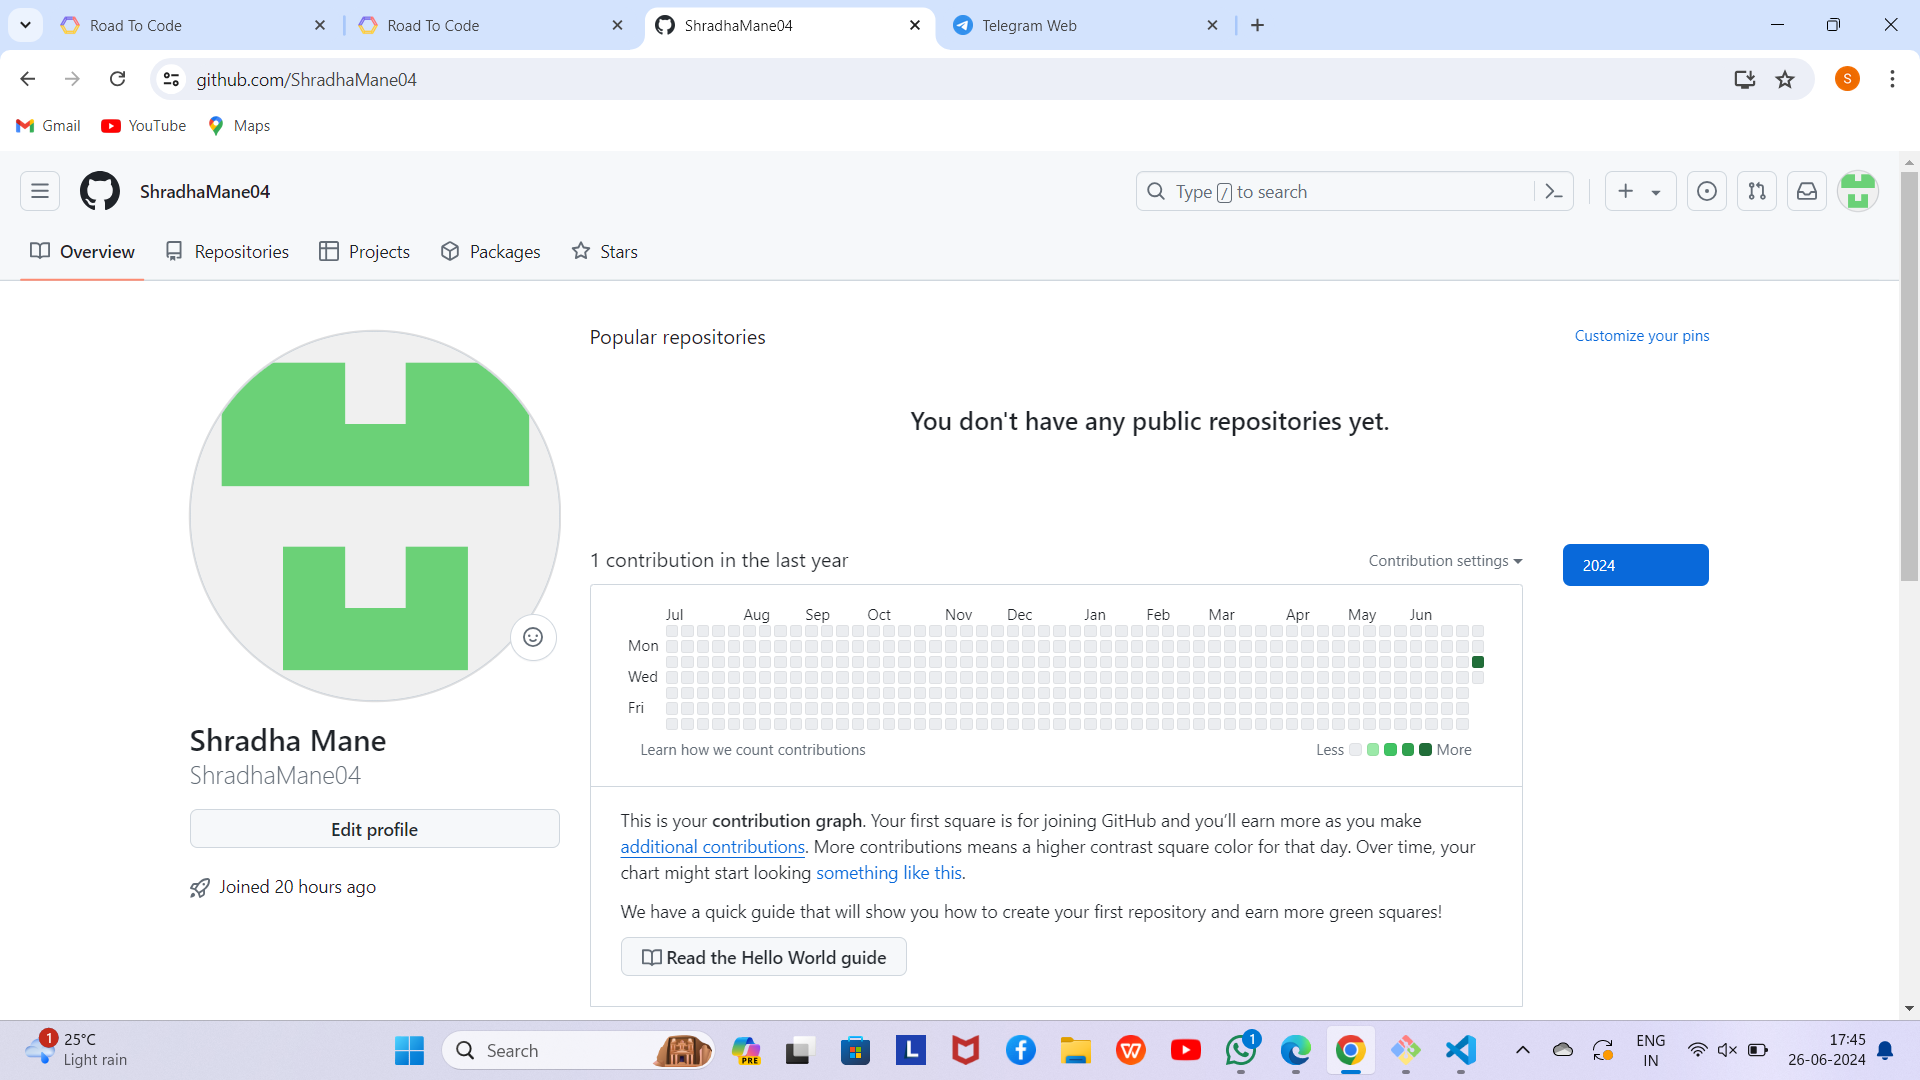 Road To Code
Road To Code
ShradhaMane04
Telegram Web
github.com/ShradhaMane04
S
Gmail
YouTube
Maps
ShradhaMane04
Type / to search
Overview
Repositories
Projects
Packages
Stars
Popular repositories
Customize your pins
You don't have any public repositories yet.
1 contribution in the last year
Contribution settings
2024
Jul Aug Sep Oct Nov Dec Jan Feb Mar Apr May Jun
Mon
Wed
Fri
Learn how we count contributions
Less More
Shradha Mane
ShradhaMane04
Edit profile
Joined 20 hours ago
This is your contribution graph. Your first square is for joining GitHub and you’ll earn more as you make
additional contributions. More contributions means a higher contrast square color for that day. Over time, your
chart might start looking something like this.
We have a quick guide that will show you how to create your first repository and earn more green squares!
Read the Hello World guide
1
25°C
Light rain
Search
PRE
L
W
1
ENG
IN
17:45
26-06-2024